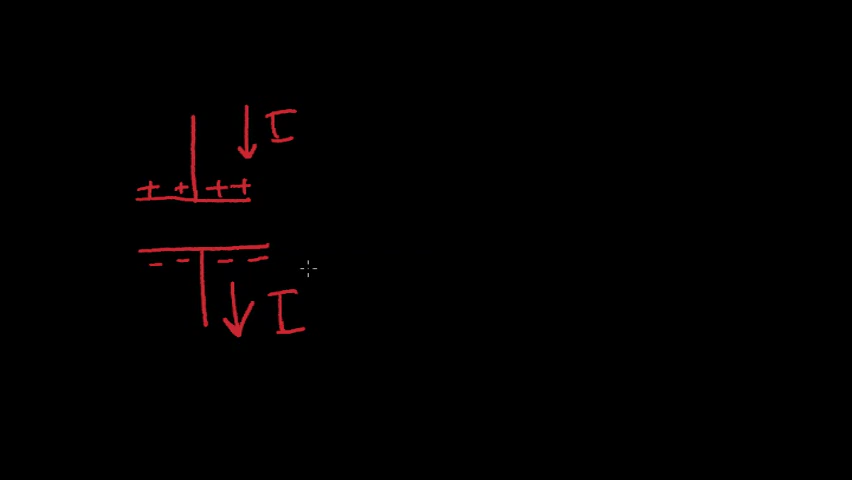 I
+ + + +
- - - -
I